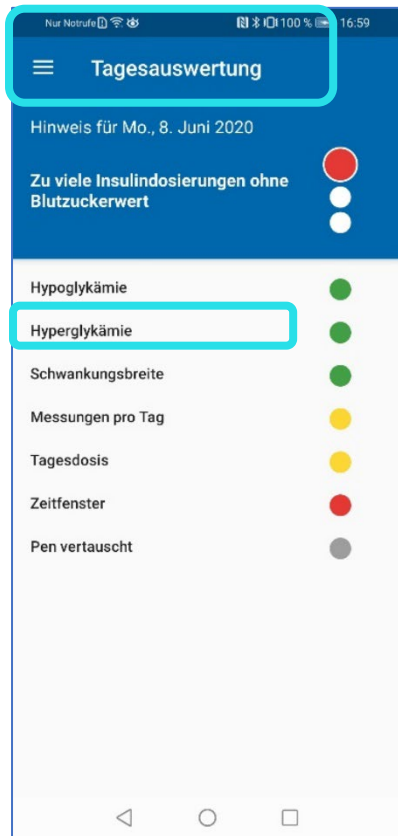 Nur Notrufe 100 % 16:59
Tagesauswertung
Hinweis für Mo., 8. Juni 2020
Zu viele Insulindosierungen ohne
Blutzuckerwert
Hypoglykämie
Hyperglykämie
Schwankungsbreite
Messungen pro Tag
Tagesdosis
Zeitfenster
Pen vertauscht